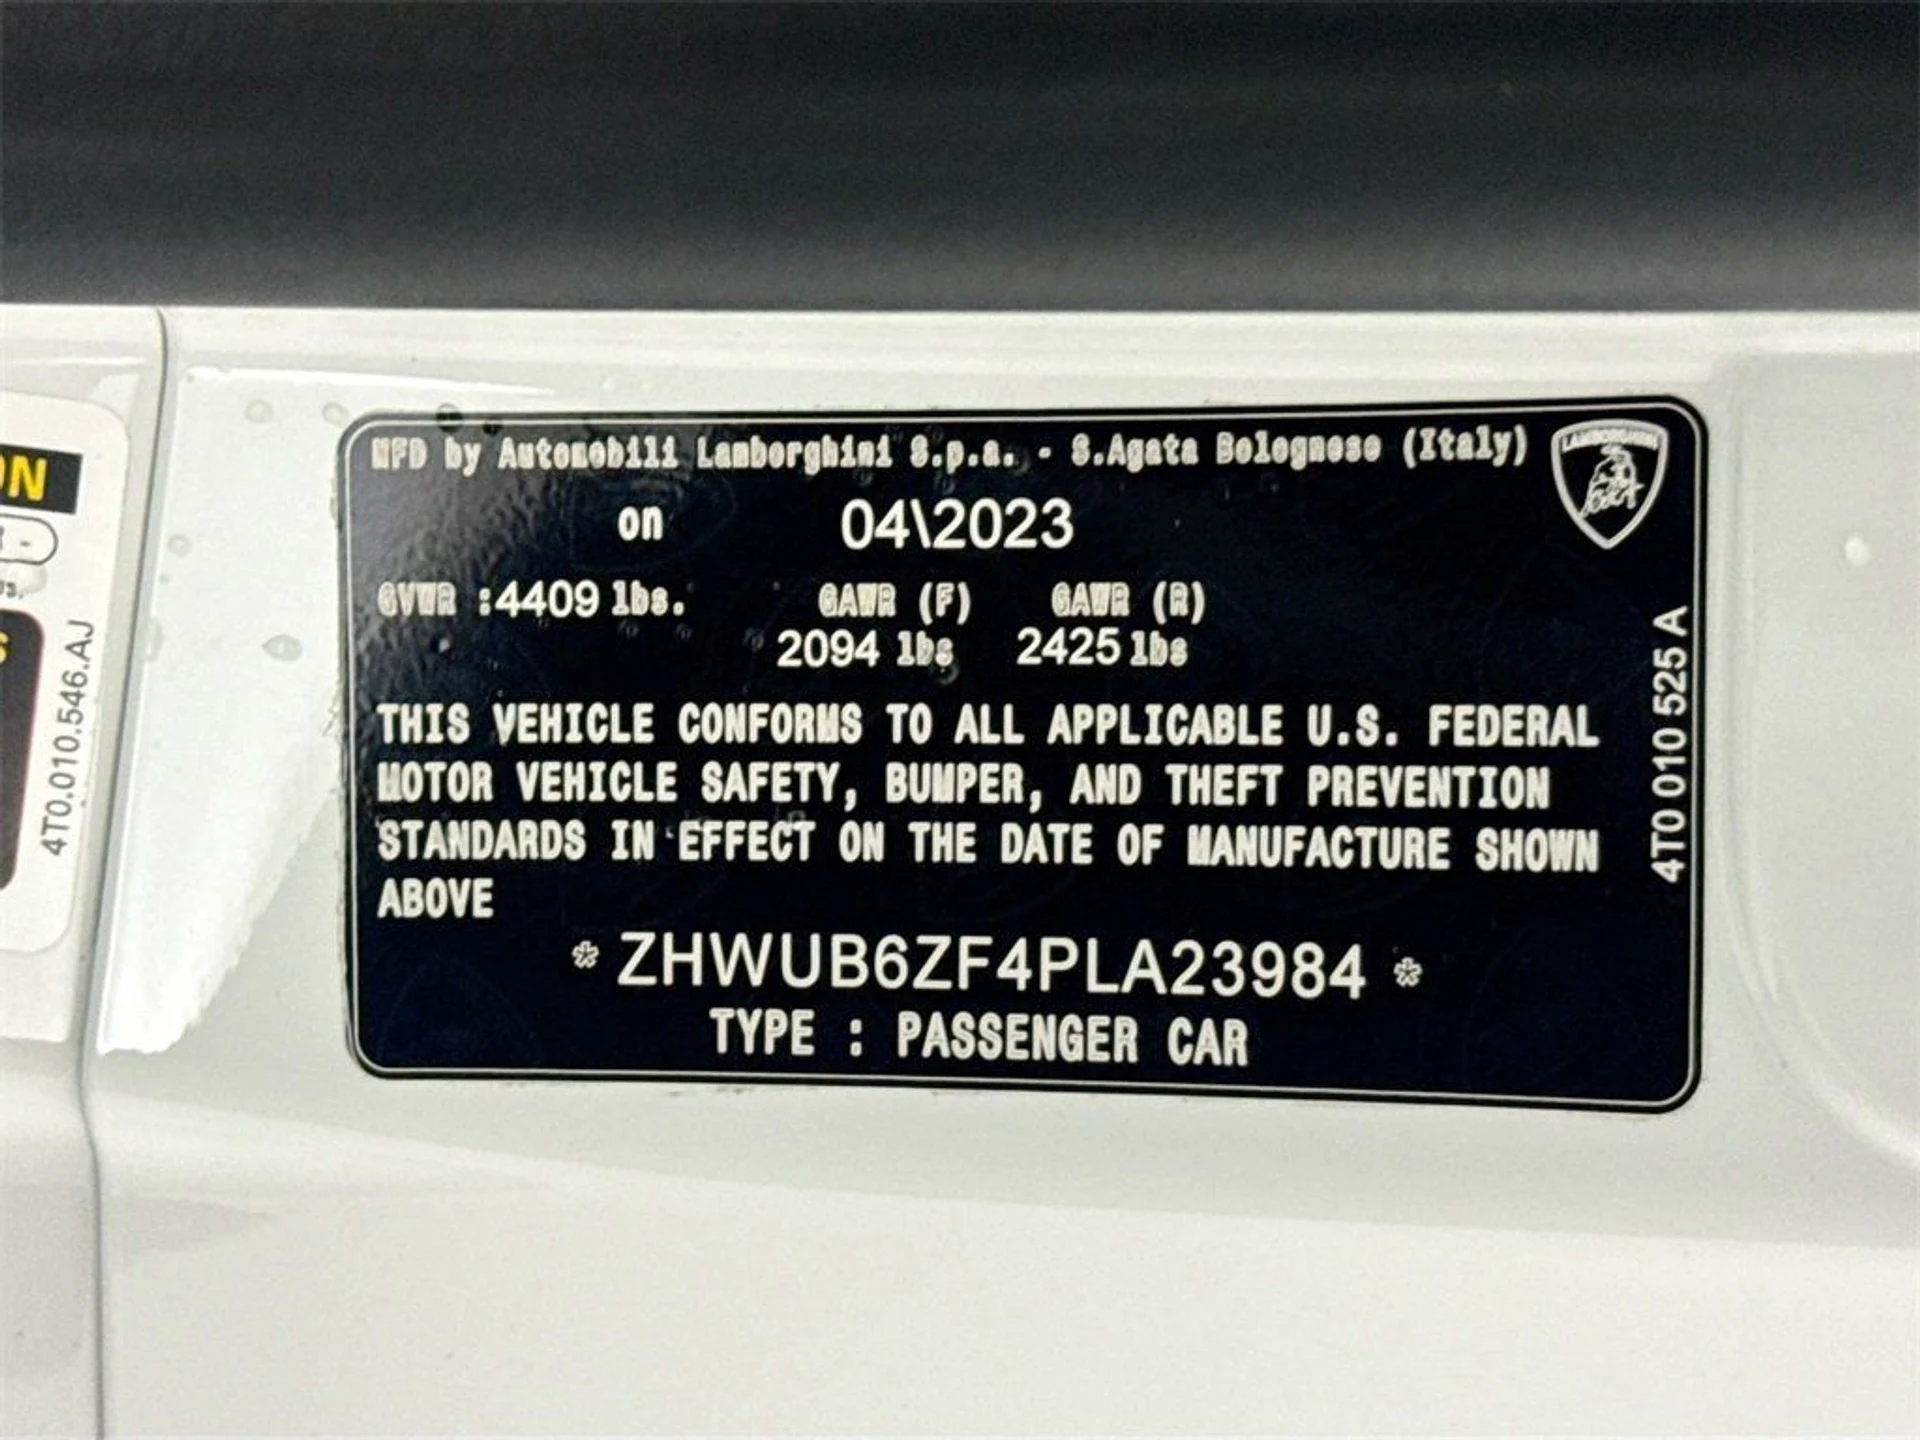 MFD by Automobili Lamborghini S.p.a. - S.Agata Bolognese (Italy)
LAMBORGHINI
on 04\2023
GVWR :4409 lbs. GAWR (F) GAWR (R)
2094 lbs 2425 lbs
THIS VEHICLE CONFORMS TO ALL APPLICABLE U.S. FEDERAL
MOTOR VEHICLE SAFETY, BUMPER, AND THEFT PREVENTION
STANDARDS IN EFFECT ON THE DATE OF MANUFACTURE SHOWN
ABOVE
* ZHWUB6ZF4PLA23984 *
TYPE : PASSENGER CAR
4T0 010 525 A
ON
4T0.010.546.AJ